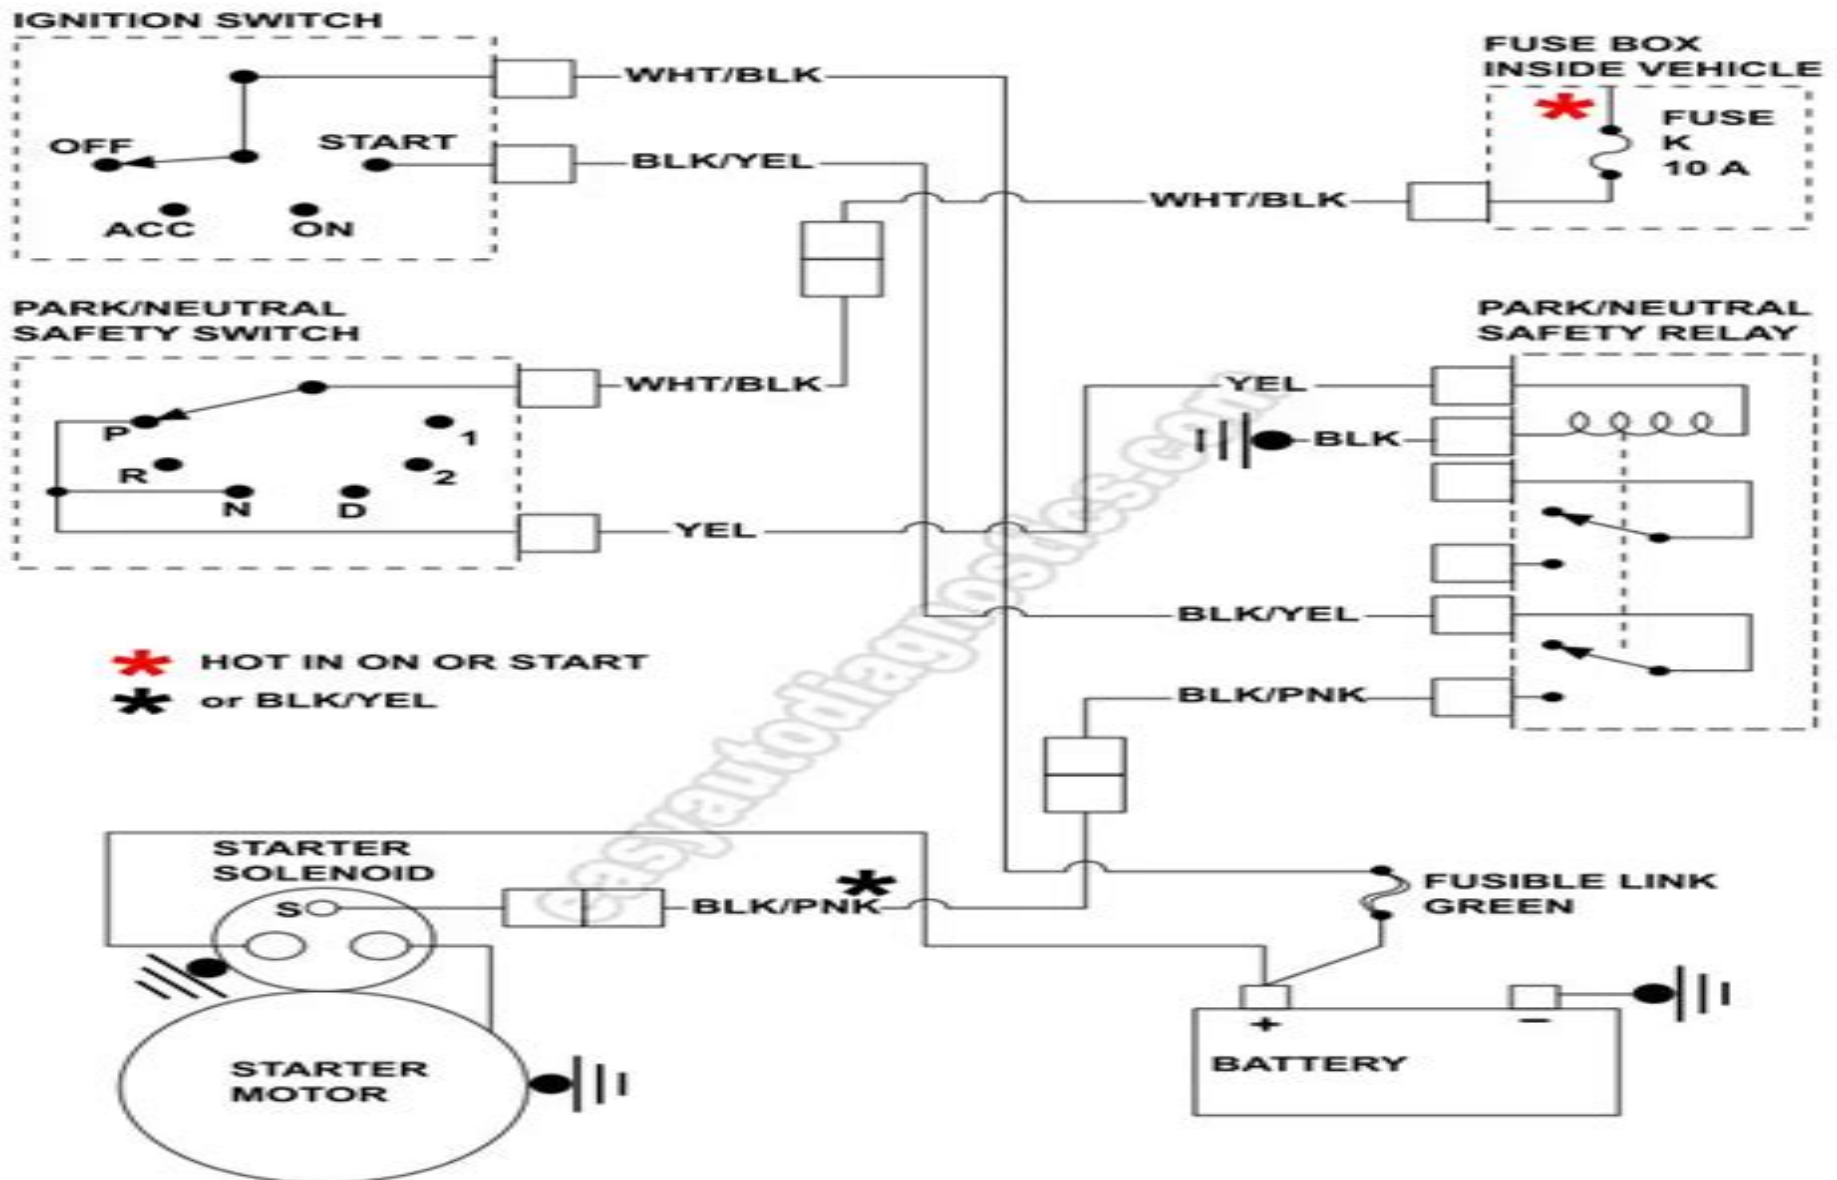 IGNITION SWITCH
WHT/BLK
OFF
START
BLK/YEL
ACC
ON
FUSE BOX
INSIDE VEHICLE
*
FUSE
K
10 A
WHT/BLK
PARK/NEUTRAL
SAFETY SWITCH
WHT/BLK
P
1
R
2
N
D
YEL
PARK/NEUTRAL
SAFETY RELAY
YEL
BLK
BLK/YEL
BLK/PNK
* HOT IN ON OR START
* or BLK/YEL
easyautodiagnostics.com
STARTER
SOLENOID
S
*
BLK/PNK
FUSIBLE LINK
GREEN
STARTER
MOTOR
+
−
BATTERY